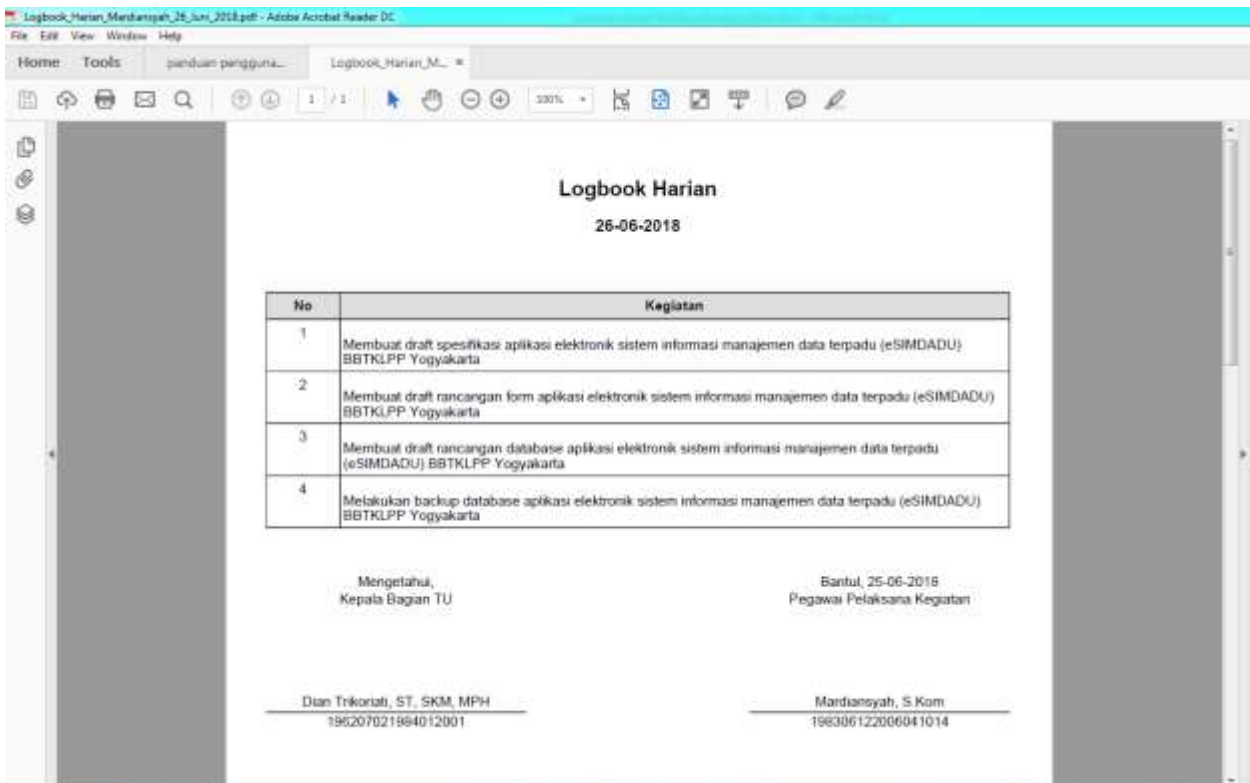 Logbook_Harian_Mardiansyah_26_Juni_2018.pdf - Adobe Acrobat Reader DC
File Edit View Window Help
Home Tools panduan pengguna... Logbook_Harian_M... ×
1 / 1 100%
Logbook Harian
26-06-2018
No Kegiatan
1 Membuat draft spesifikasi aplikasi elektronik sistem informasi manajemen data terpadu (eSIMDADU)
BBTKLPP Yogyakarta
2 Membuat draft rancangan form aplikasi elektronik sistem informasi manajemen data terpadu (eSIMDADU)
BBTKLPP Yogyakarta
3 Membuat draft rancangan database aplikasi elektronik sistem informasi manajemen data terpadu
(eSIMDADU) BBTKLPP Yogyakarta
4 Melakukan backup database aplikasi elektronik sistem informasi manajemen data terpadu (eSIMDADU)
BBTKLPP Yogyakarta
Mengetahui, Bantul, 25-06-2018
Kepala Bagian TU Pegawai Pelaksana Kegiatan
Dian Trikoriati, ST, SKM, MPH Mardiansyah, S.Kom
196207021984012001 198306122006041014